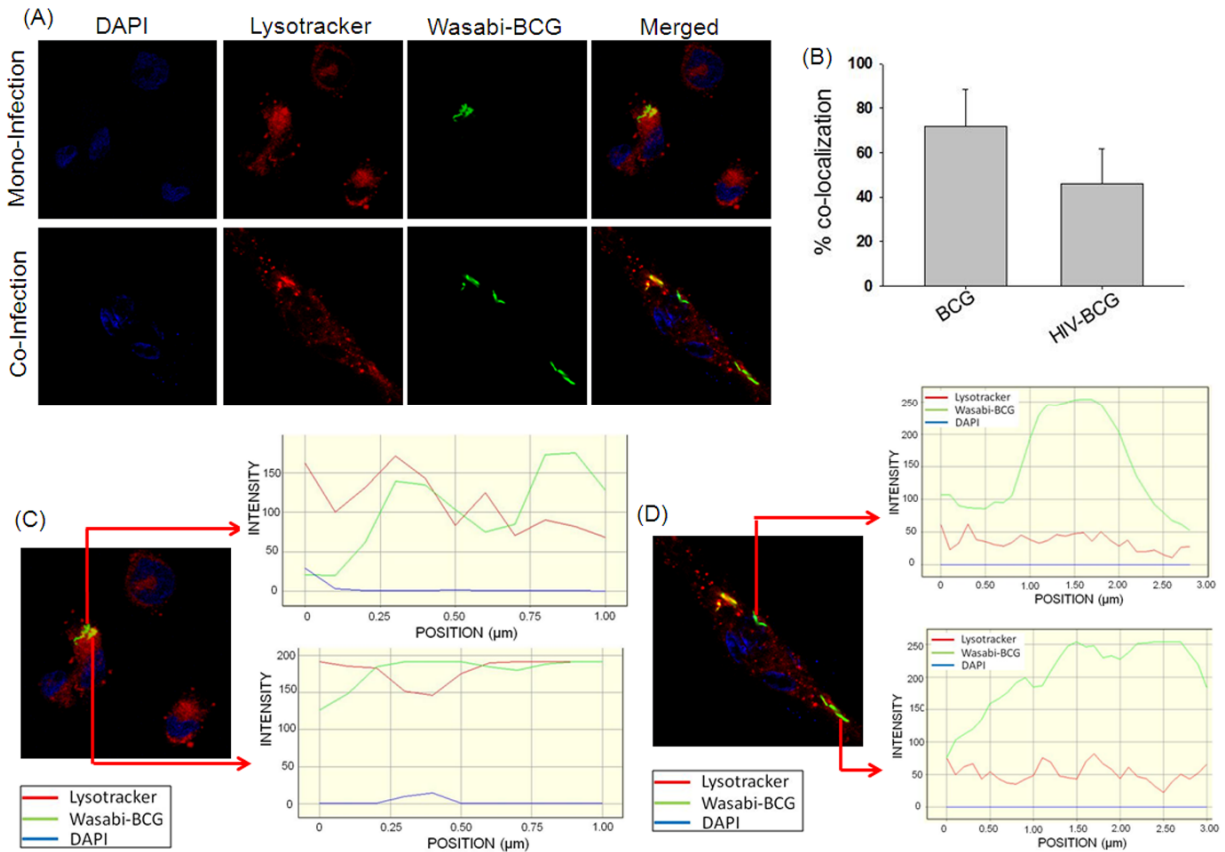 (A)
DAPI Lysotracker Wasabi-BCG Merged
Mono-Infection
Co-Infection
(B)
% co-localization
100
80
60
40
20
0
BCG
HIV-BCG
(C)
INTENSITY
150
100
50
0
0 0.25 0.50 0.75 1.00
POSITION (µm)
INTENSITY
200
150
100
50
0
0 0.25 0.50 0.75 1.00
POSITION (µm)
Lysotracker
Wasabi-BCG
DAPI
(D)
INTENSITY
250
200
150
100
50
0
Lysotracker
Wasabi-BCG
DAPI
0 0.50 1.00 1.50 2.00 3.00
POSITION (µm)
INTENSITY
250
200
150
100
50
0
Lysotracker
Wasabi-BCG
DAPI
0 0.50 1.00 1.50 2.00 2.50 3.00
POSITION (µm)
Lysotracker
Wasabi-BCG
DAPI